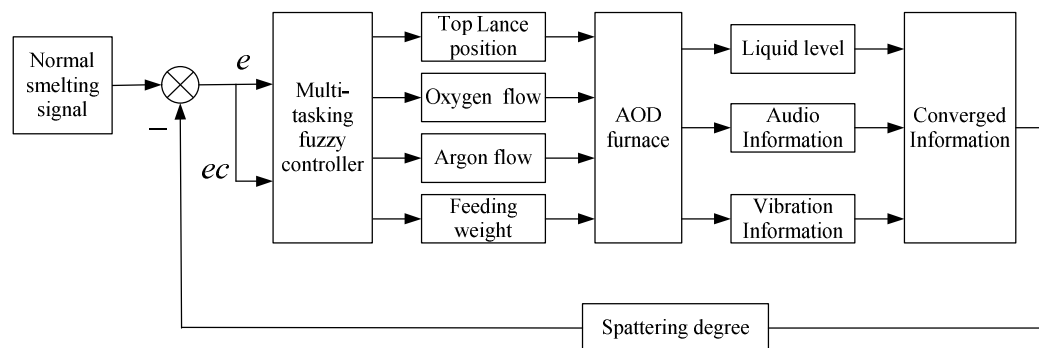 Normal
smelting
signal
−
e
ec
Multi-
tasking
fuzzy
controller
Top Lance
position
Oxygen flow
Argon flow
Feeding
weight
AOD
furnace
Liquid level
Audio
Information
Vibration
Information
Converged
Information
Spattering degree